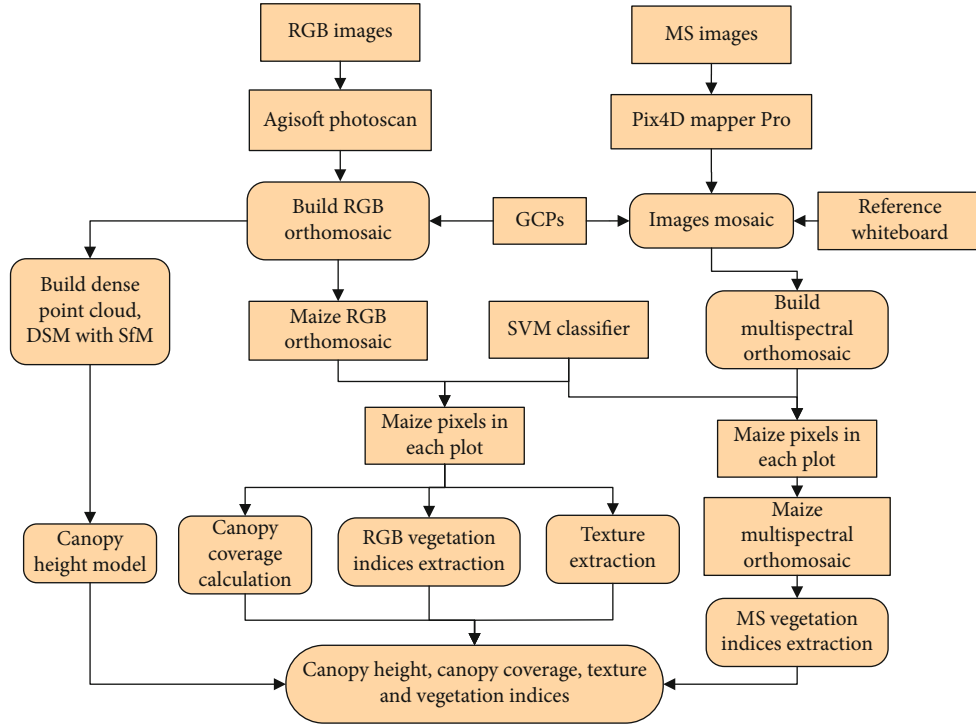 RGB images
MS images
Agisoft photoscan
Pix4D mapper Pro
Build RGB
orthomosaic
GCPs
Images mosaic
Reference
whiteboard
Build dense
point cloud,
DSM with SfM
Maize RGB
orthomosaic
SVM classifier
Build
multispectral
orthomosaic
Maize pixels in
each plot
Maize pixels in
each plot
Canopy
height model
Canopy
coverage
calculation
RGB vegetation
indices extraction
Texture
extraction
Maize
multispectral
orthomosaic
MS vegetation
indices extraction
Canopy height, canopy coverage, texture
and vegetation indices